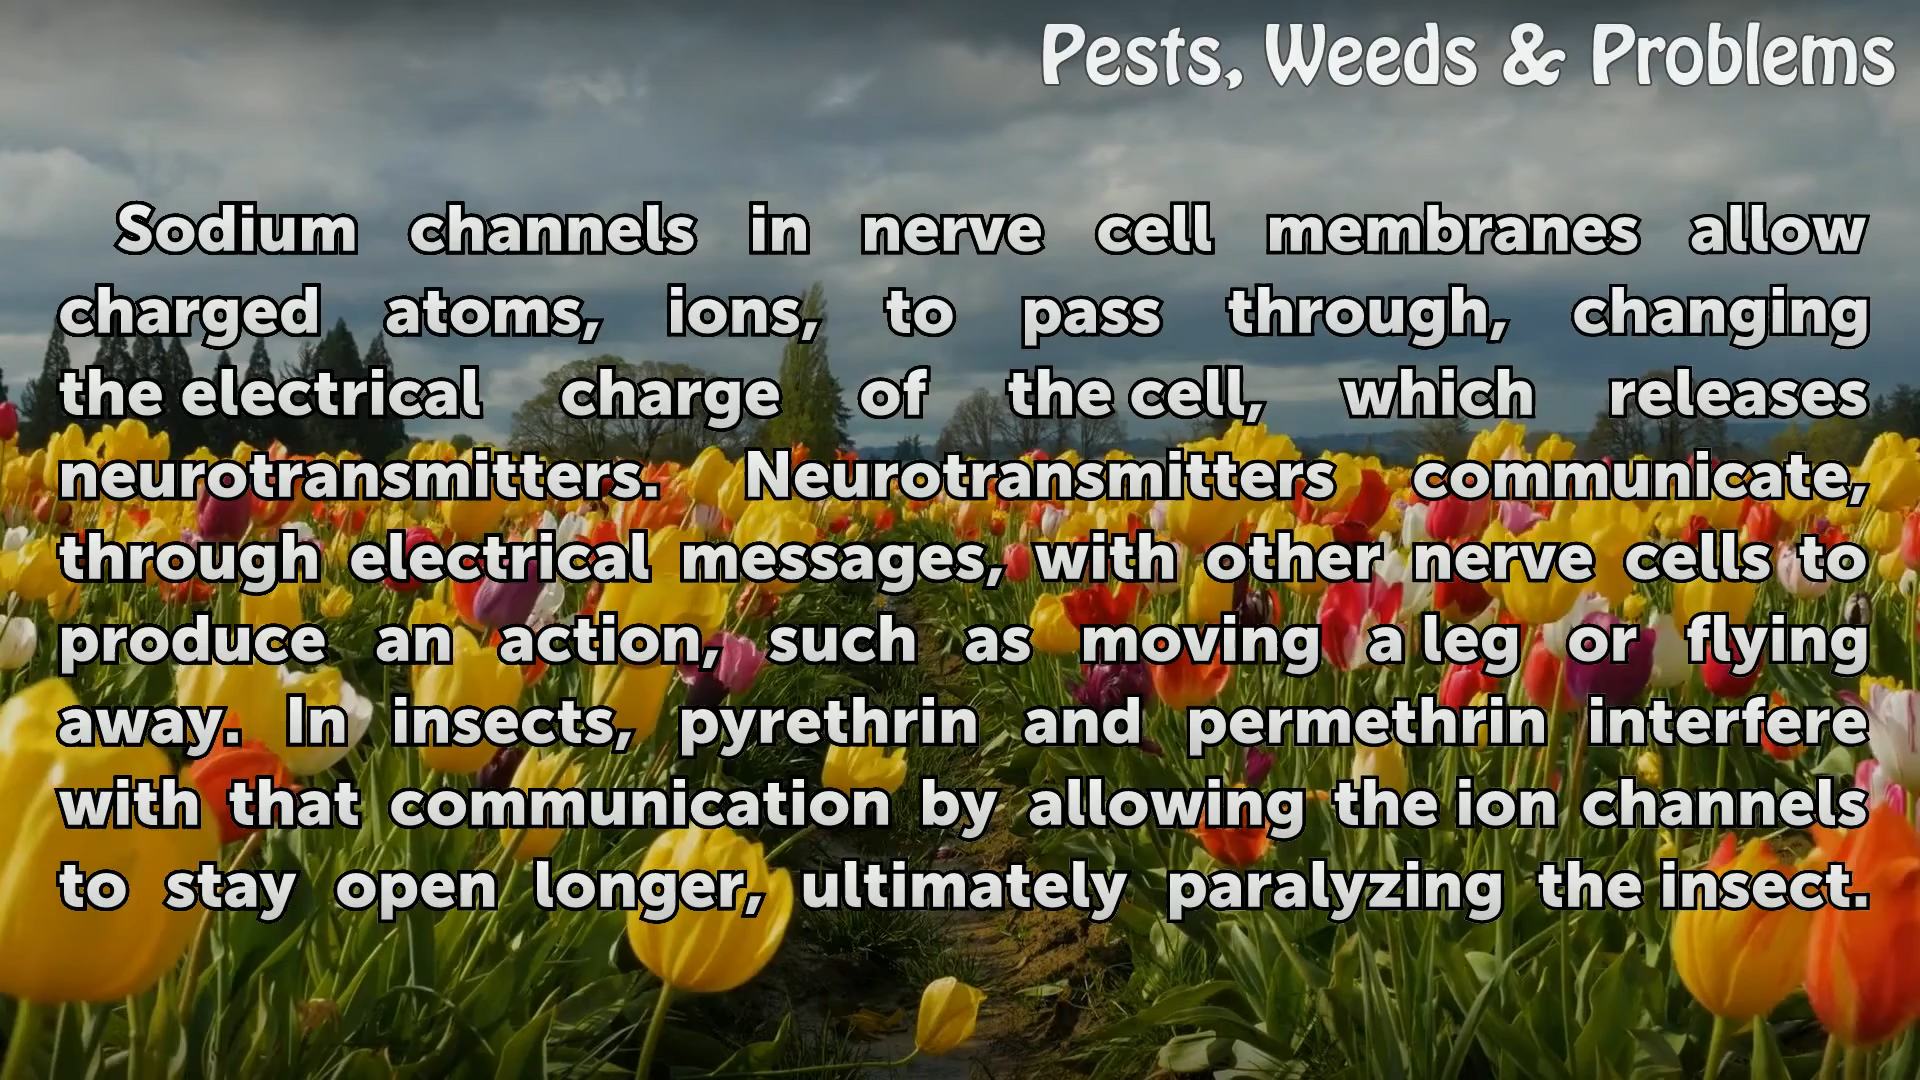 Pests, Weeds & Problems
Sodium channels in nerve cell membranes allow
charged atoms, ions, to pass through, changing
the electrical charge of the cell, which releases
neurotransmitters. Neurotransmitters communicate,
through electrical messages, with other nerve cells to
produce an action, such as moving a leg or flying
away. In insects, pyrethrin and permethrin interfere
with that communication by allowing the ion channels
to stay open longer, ultimately paralyzing the insect.